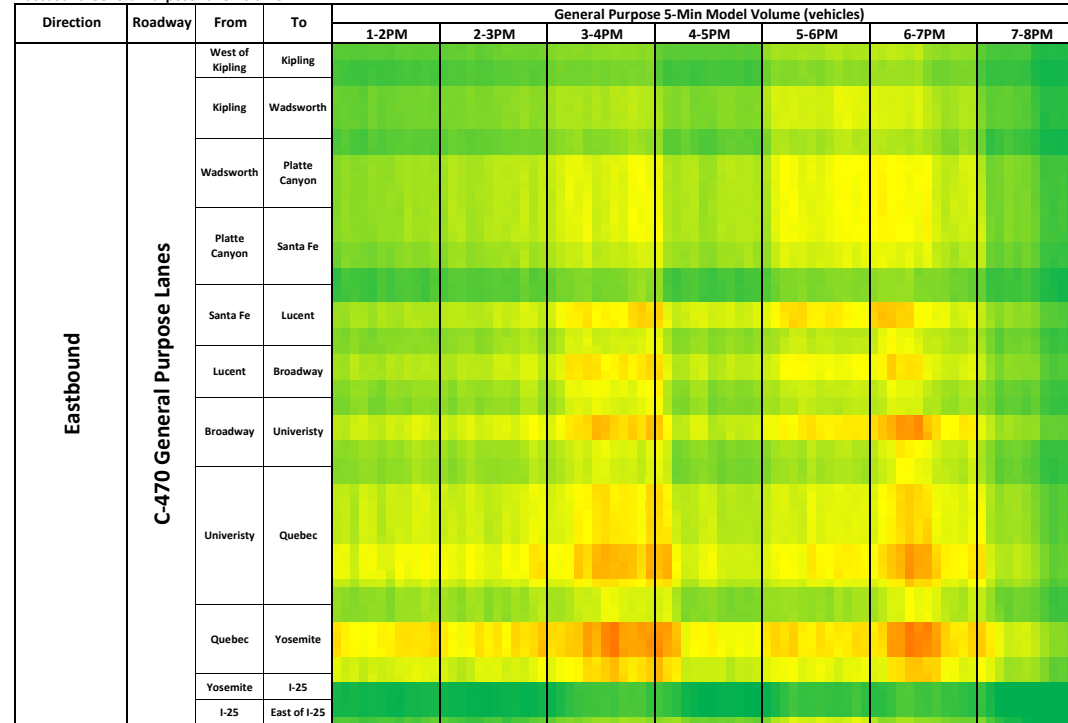 Direction Roadway From To General Purpose 5-Min Model Volume (vehicles)
1-2PM 2-3PM 3-4PM 4-5PM 5-6PM 6-7PM 7-8PM
Eastbound
C-470 General Purpose Lanes
West of
Kipling
Kipling
Kipling
Wadsworth
Wadsworth
Platte
Canyon
Platte
Canyon
Santa Fe
Santa Fe
Lucent
Lucent
Broadway
Broadway
Univeristy
Univeristy
Quebec
Quebec
Yosemite
Yosemite
I-25
I-25
East of I-25